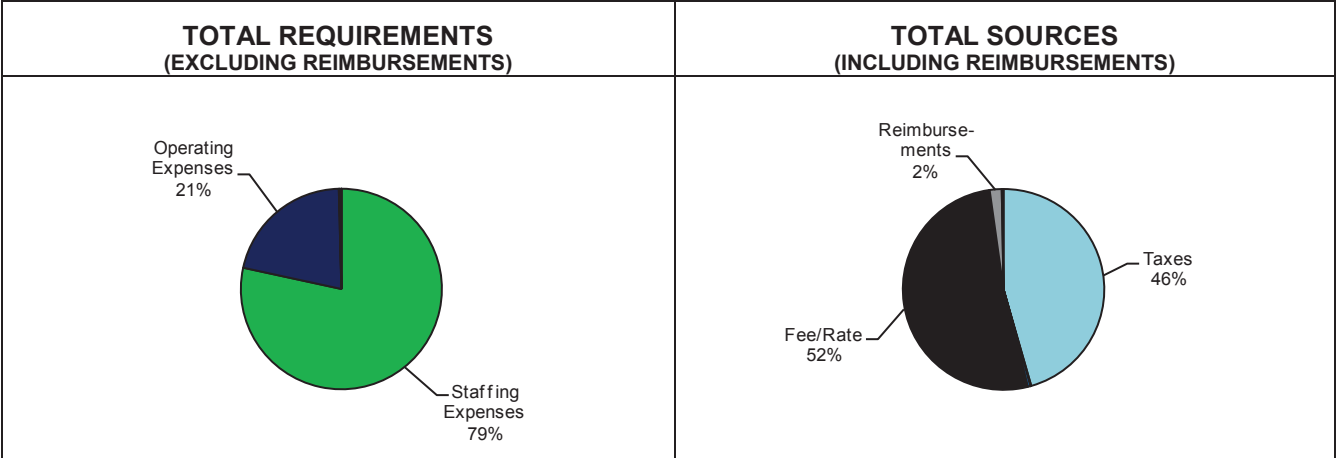 TOTAL REQUIREMENTS
(EXCLUDING REIMBURSEMENTS)
TOTAL SOURCES
(INCLUDING REIMBURSEMENTS)
Operating
Expenses
21%
Staffing
Expenses
79%
Reimburse-
ments
2%
Taxes
46%
Fee/Rate
52%